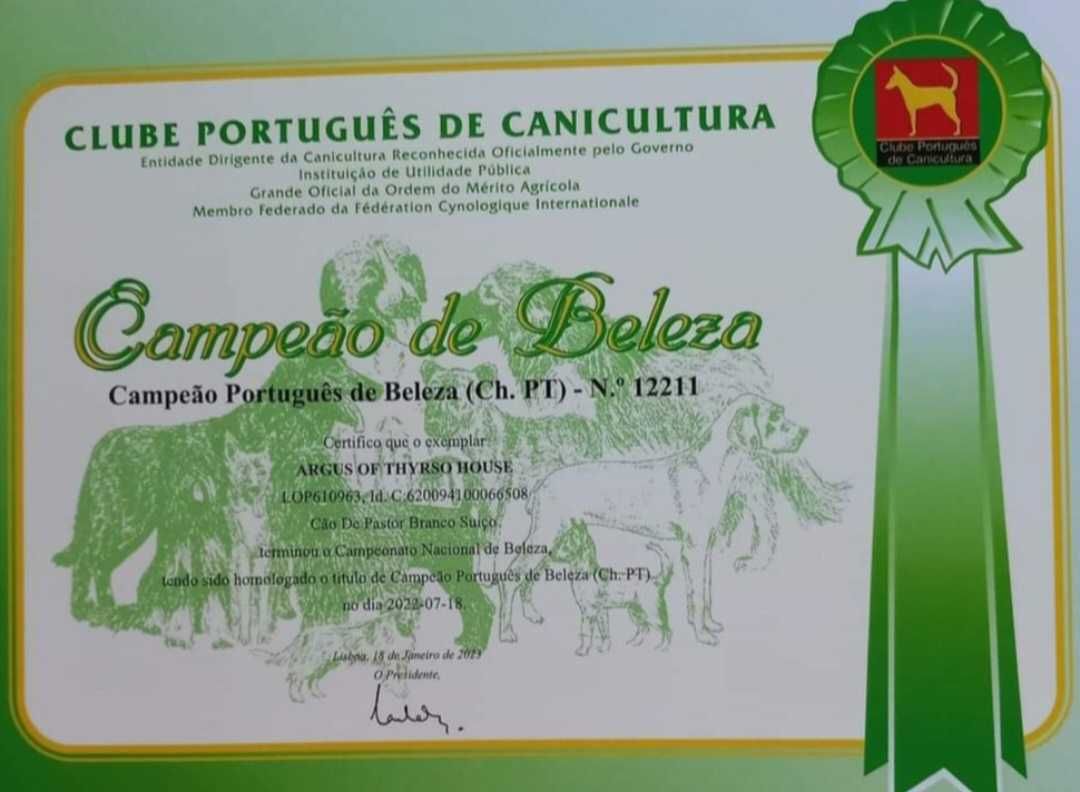 CLUBE PORTUGUÊS DE CANICULTURA
Entidade Dirigente da Canicultura Reconhecida Oficialmente pelo Governo
Instituição de Utilidade Pública
Grande Oficial da Ordem do Mérito Agrícola
Membro Federado da Fédération Cynologique Internationale
Clube Português
de Canicultura
Campeão de Beleza
Campeão Português de Beleza (Ch. PT) - N.º 12211
Certifico que o exemplar
ARGUS OF THYRSO HOUSE
LOP610963, Id. C.620094100066508
Cão De Pastor Branco Suiço,
terminou o Campeonato Nacional de Beleza,
tendo sido homologado o titulo de Campeão Português de Beleza (Ch. PT)
no dia 2022-07-18.
Lisboa, 18 de Janeiro de 2023
O Presidente,